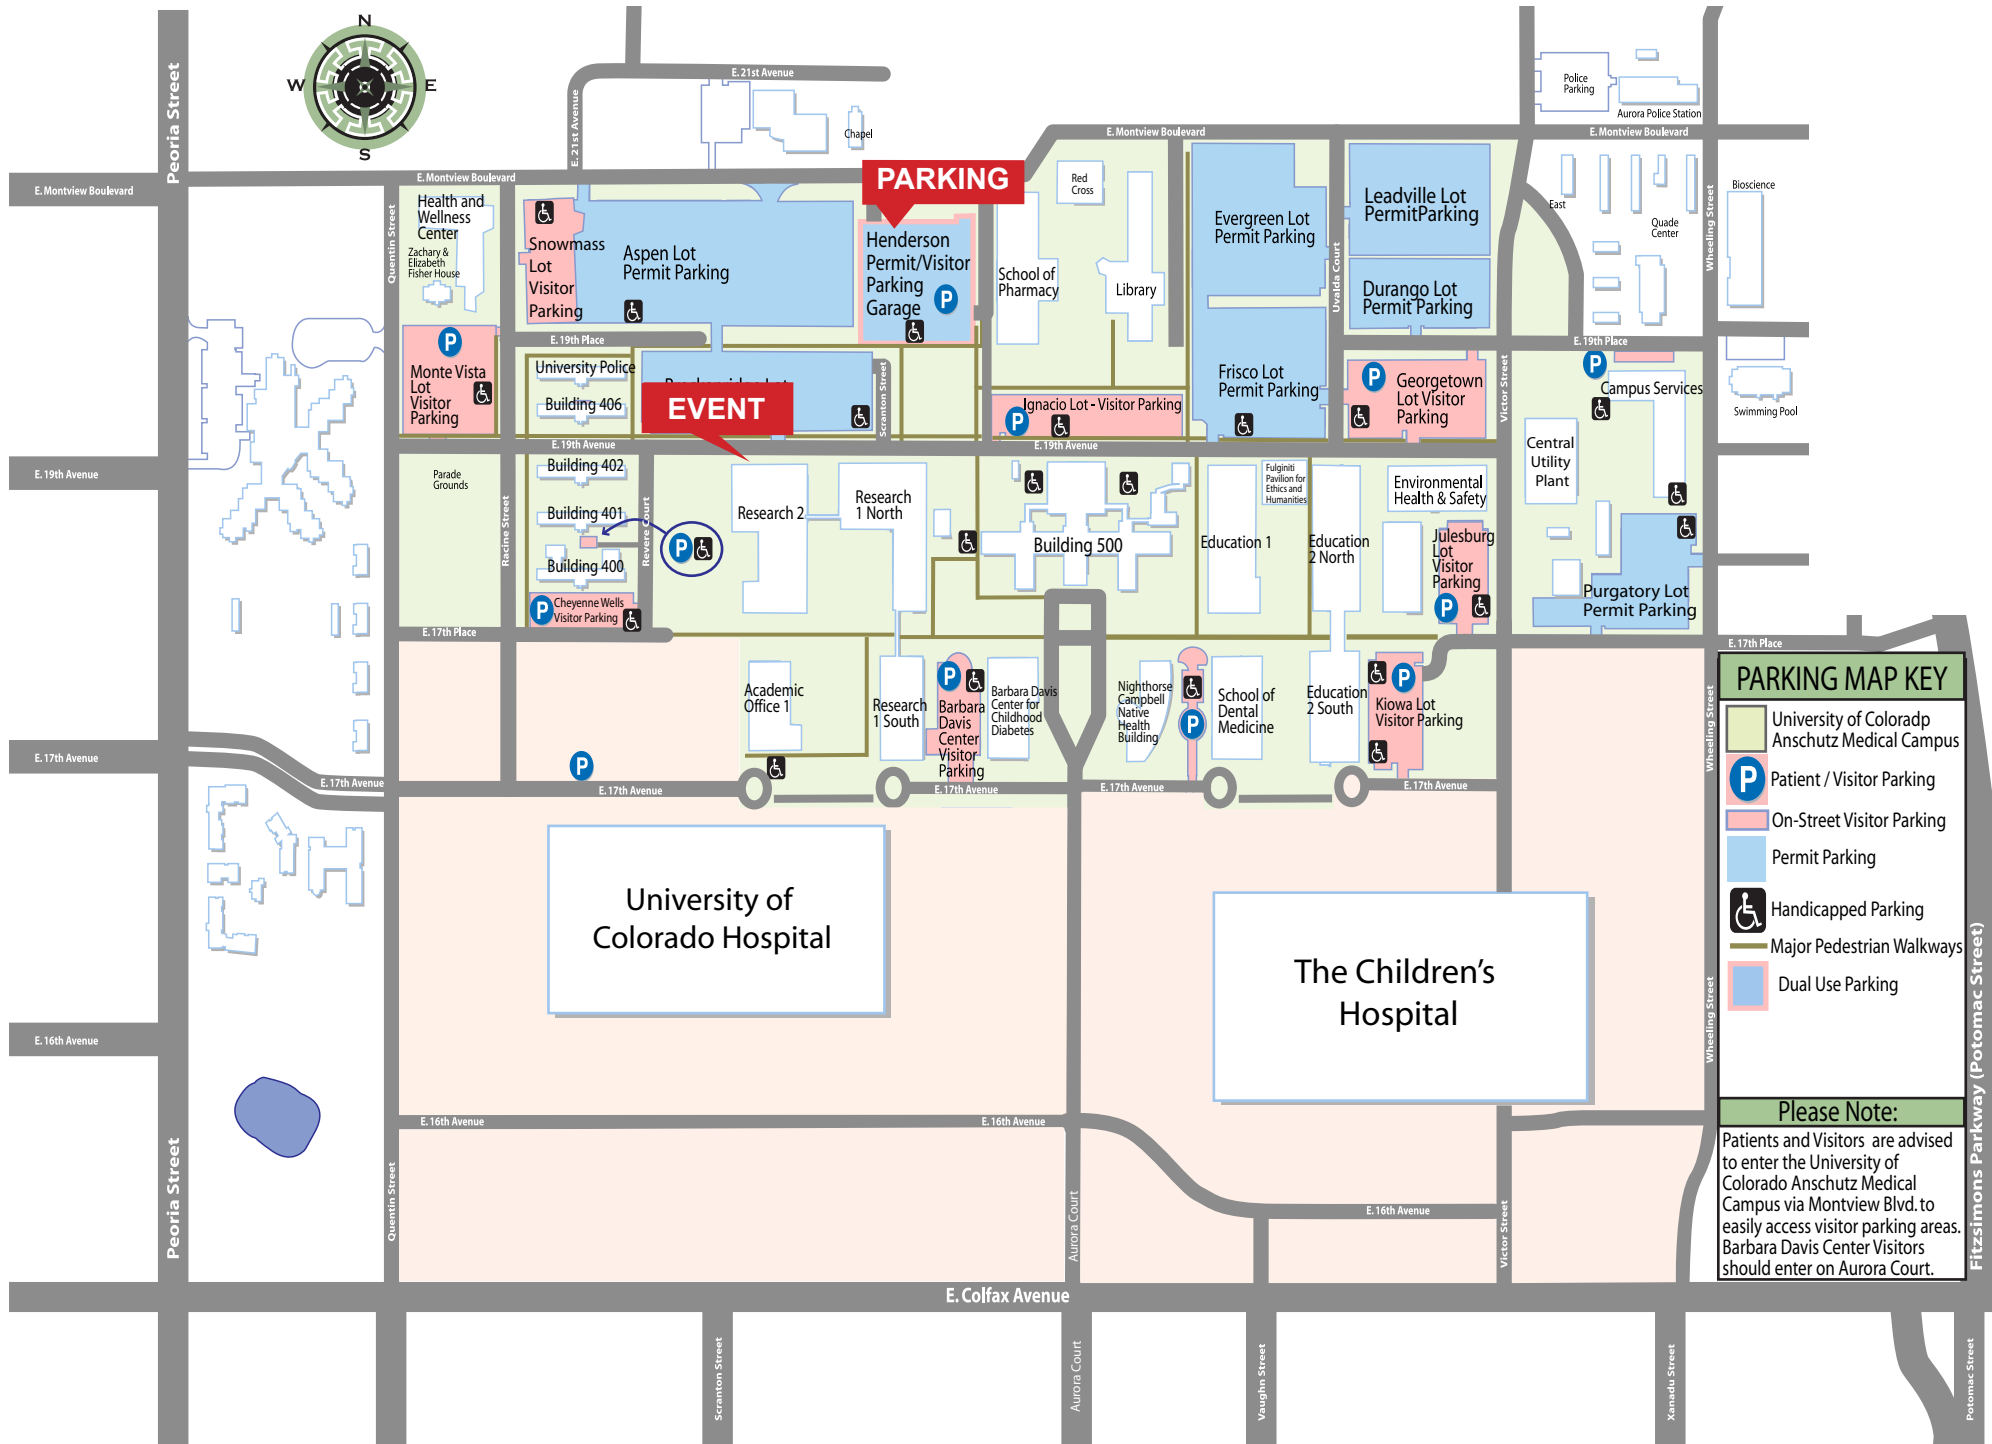 N
W
E
S
Peoria Street
E. 21st Avenue
E. 21st Avenue
Chapel
Police
Parking
Aurora Police Station
E. Montview Boulevard
E. Montview Boulevard
E. Montview Boulevard
E. Montview Boulevard
PARKING
Quentin Street
Health and
Wellness
Center
Zachary &
Elizabeth
Fisher House
Snowmass
Lot
Visitor
Parking
Aspen Lot
Permit Parking
Henderson
Permit/Visitor
Parking
Garage
P
School of
Pharmacy
Red
Cross
Library
Evergreen Lot
Permit Parking
Uvalda Court
Leadville Lot
PermitParking
Durango Lot
Permit Parking
East
Quade
Center
Wheeling Street
Bioscience
E. 19th Place
E. 19th Place
P
Monte Vista
Lot
Visitor
Parking
University Police
Building 406
EVENT
Scranton Street
P
Ignacio Lot - Visitor Parking
Frisco Lot
Permit Parking
P
Georgetown
Lot Visitor
Parking
Victor Street
P
Campus Services
Swimming Pool
E. 19th Avenue
E. 19th Avenue
E. 19th Avenue
Parade
Grounds
Racine Street
Building 402
Building 401
Building 400
Revere Court
P
P
Cheyenne Wells
Visitor Parking
Research 2
Research
1 North
Building 500
Education 1
Fulginiti
Pavilion for
Ethics and
Humanities
Education
2 North
Environmental
Health & Safety
Julesburg
Lot
Visitor
Parking
P
Central
Utility
Plant
Purgatory Lot
Permit Parking
E. 17th Place
E. 17th Place
Academic
Office 1
Research
1 South
P
Barbara
Davis
Center
Visitor
Parking
Barbara Davis
Center for
Childhood
Diabetes
Nighthorse
Campbell
Native
Health
Building
P
School of
Dental
Medicine
Education
2 South
P
Kiowa Lot
Visitor Parking
P
E. 17th Avenue
E. 17th Avenue
E. 17th Avenue
E. 17th Avenue
E. 17th Avenue
E. 17th Avenue
Wheeling Street
University of
Colorado Hospital
The Children's
Hospital
Wheeling Street
E. 16th Avenue
E. 16th Avenue
E. 16th Avenue
E. 16th Avenue
Peoria Street
Quentin Street
Aurora Court
Victor Street
Fitzsimons Parkway (Potomac Street)
E. Colfax Avenue
Scranton Street
Aurora Court
Vaughn Street
Xanadu Street
Potomac Street
PARKING MAP KEY
University of Coloradp
Anschutz Medical Campus
P
Patient / Visitor Parking
On-Street Visitor Parking
Permit Parking
Handicapped Parking
Major Pedestrian Walkways
Dual Use Parking
Please Note:
Patients and Visitors are advised
to enter the University of
Colorado Anschutz Medical
Campus via Montview Blvd. to
easily access visitor parking areas.
Barbara Davis Center Visitors
should enter on Aurora Court.